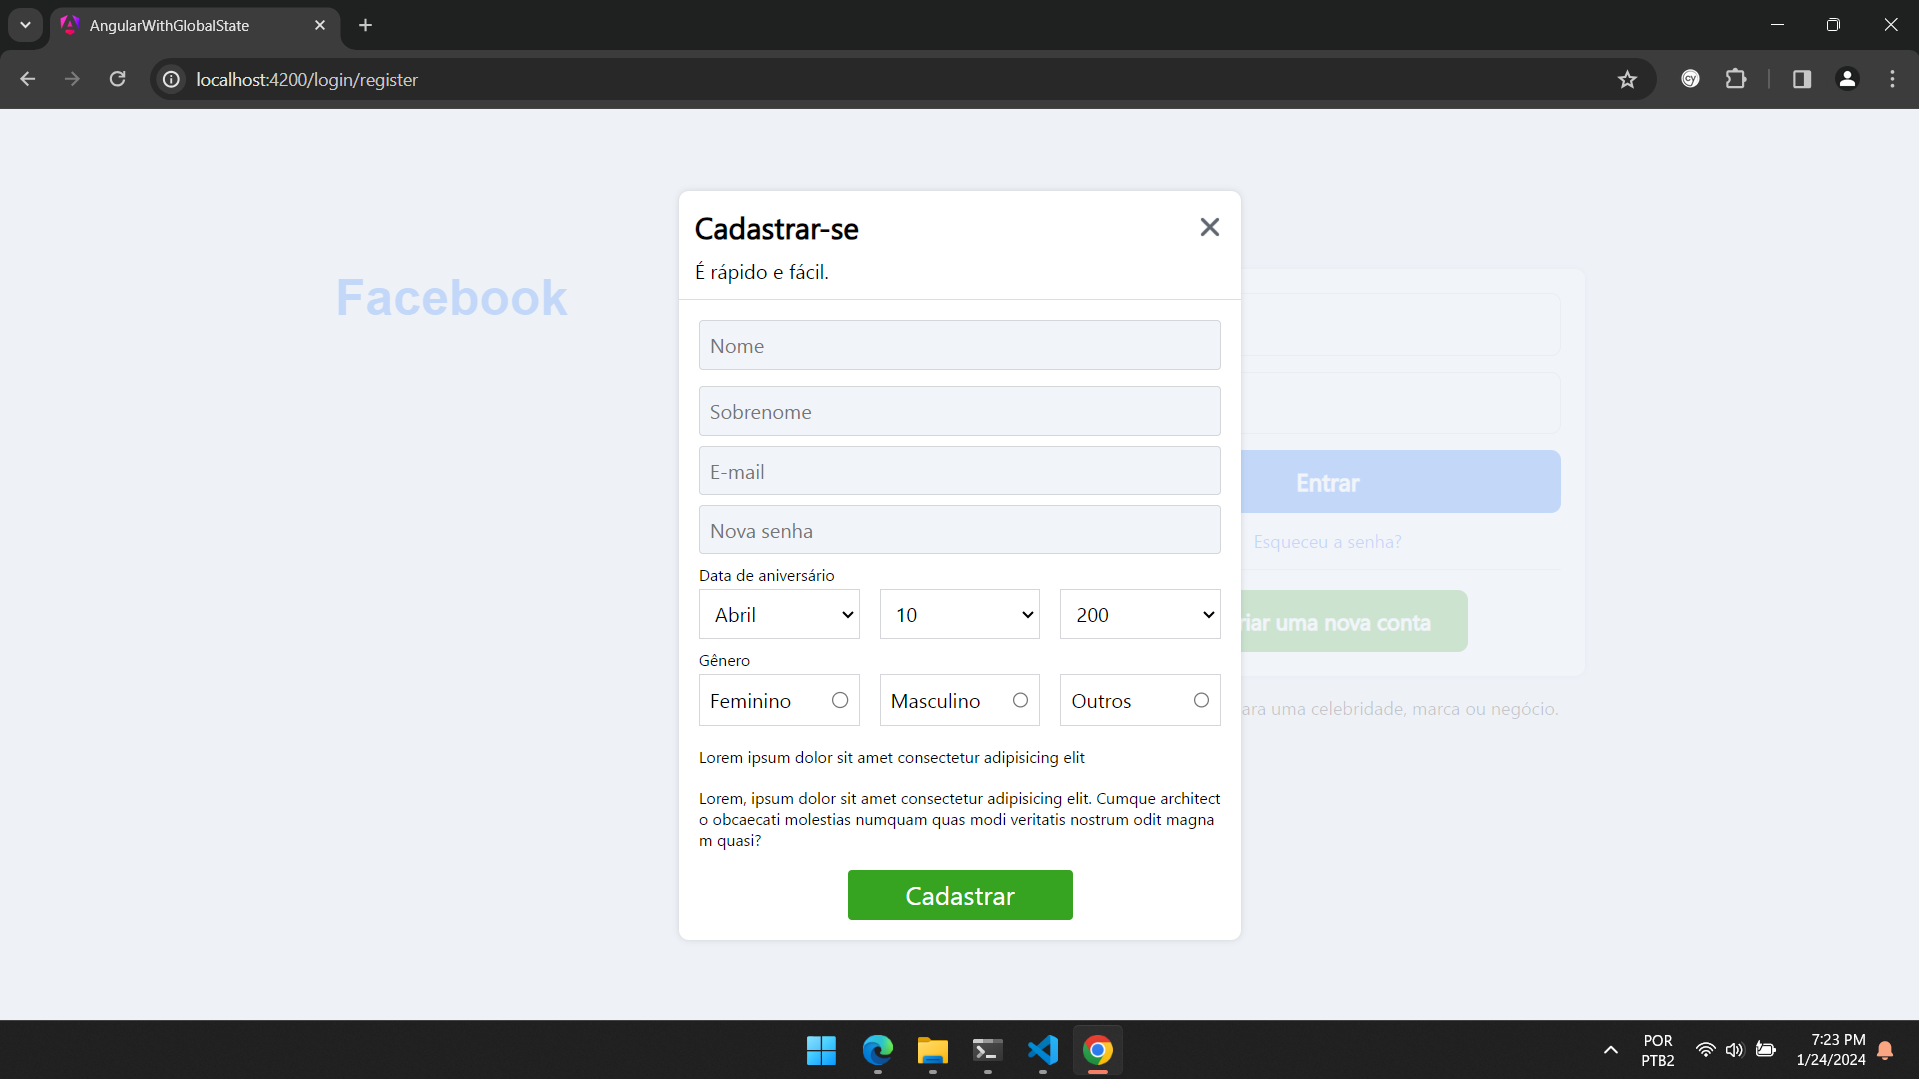 AngularWithGlobalState
localhost:4200/login/register
Cadastrar-se
É rápido e fácil.
Facebook
Nome
Sobrenome
E-mail
Nova senha
Entrar
Esqueceu a senha?
Data de aniversário
Abril
10
200
riar uma nova conta
Gênero
Feminino
Masculino
Outros
ara uma celebridade, marca ou negócio.
Lorem ipsum dolor sit amet consectetur adipisicing elit
Lorem, ipsum dolor sit amet consectetur adipisicing elit. Cumque architect
o obcaecati molestias numquam quas modi veritatis nostrum odit magna
m quasi?
Cadastrar
POR
PTB2
7:23 PM
1/24/2024